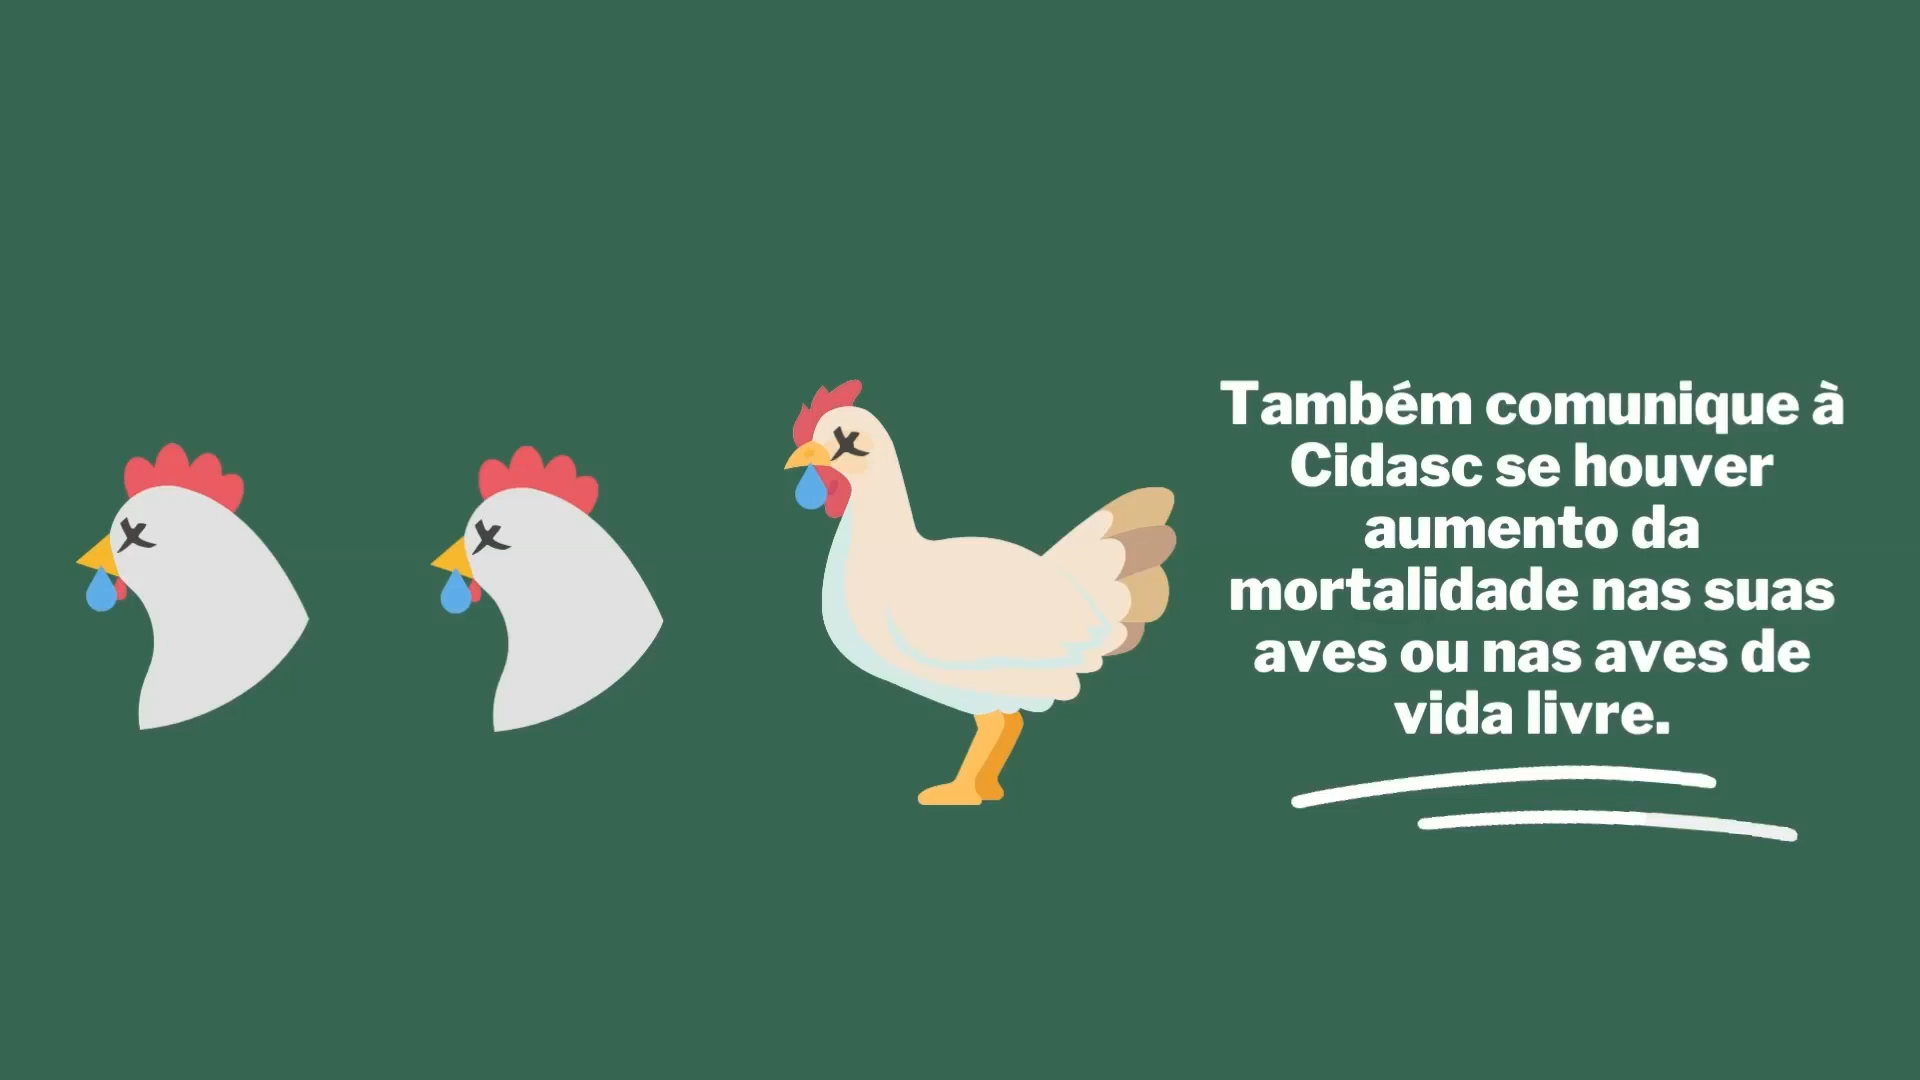 Também comunique à
Cidasc se houver
aumento da
mortalidade nas suas
aves ou nas aves de
vida livre.